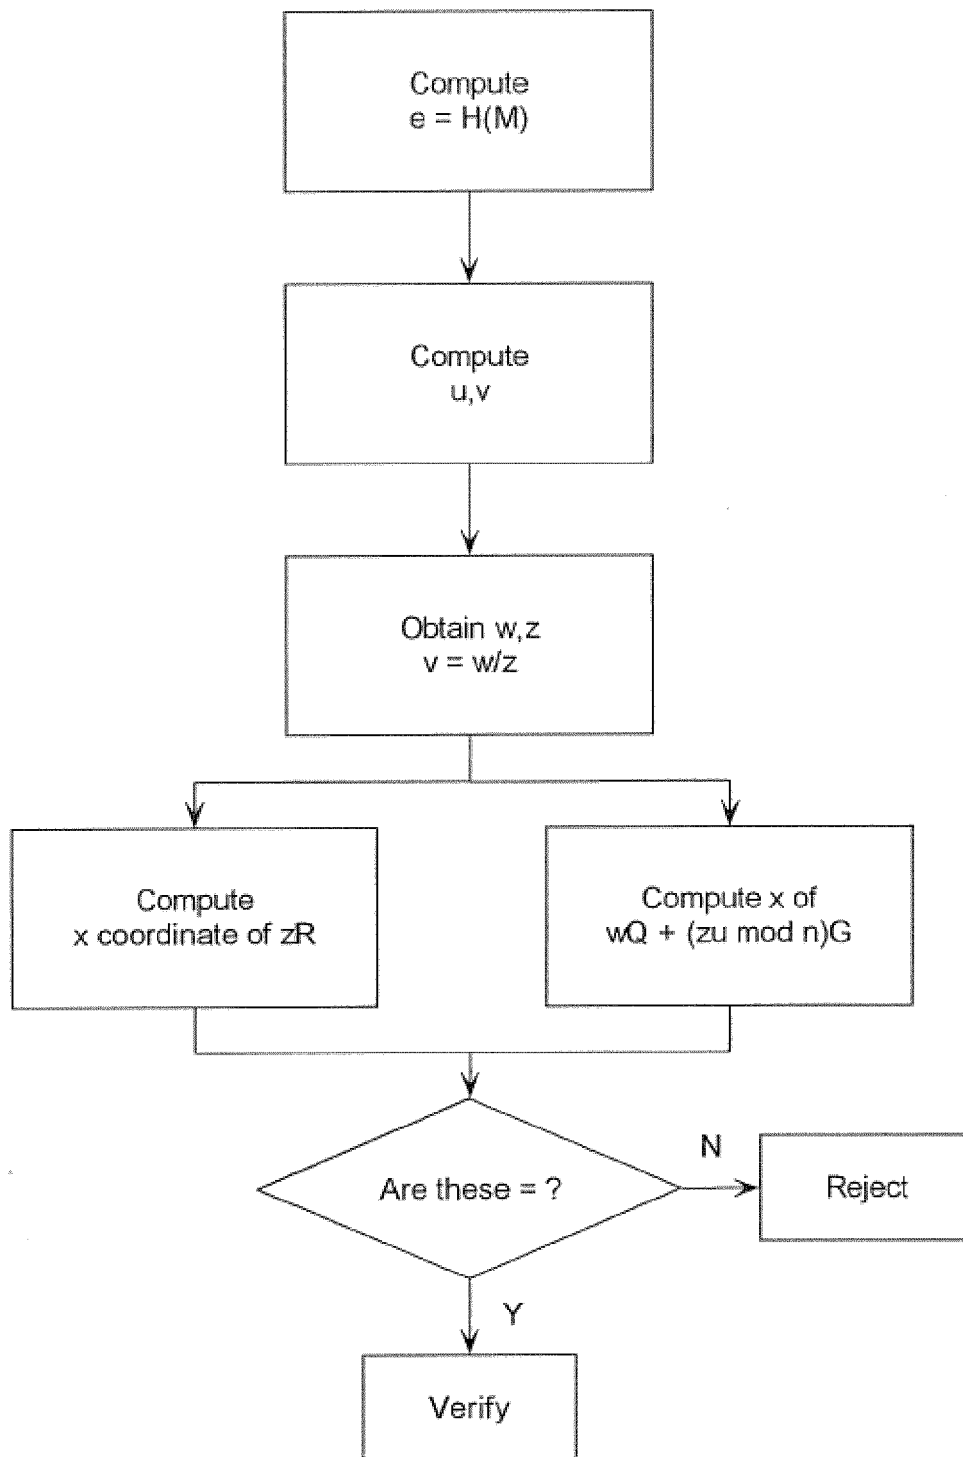 Compute
e = H(M)
Compute
u,v
Obtain w,z
v = w/z
Compute
x coordinate of zR
Compute x of
wQ + (zu mod n)G
Are these = ?
N
Reject
Y
Verify